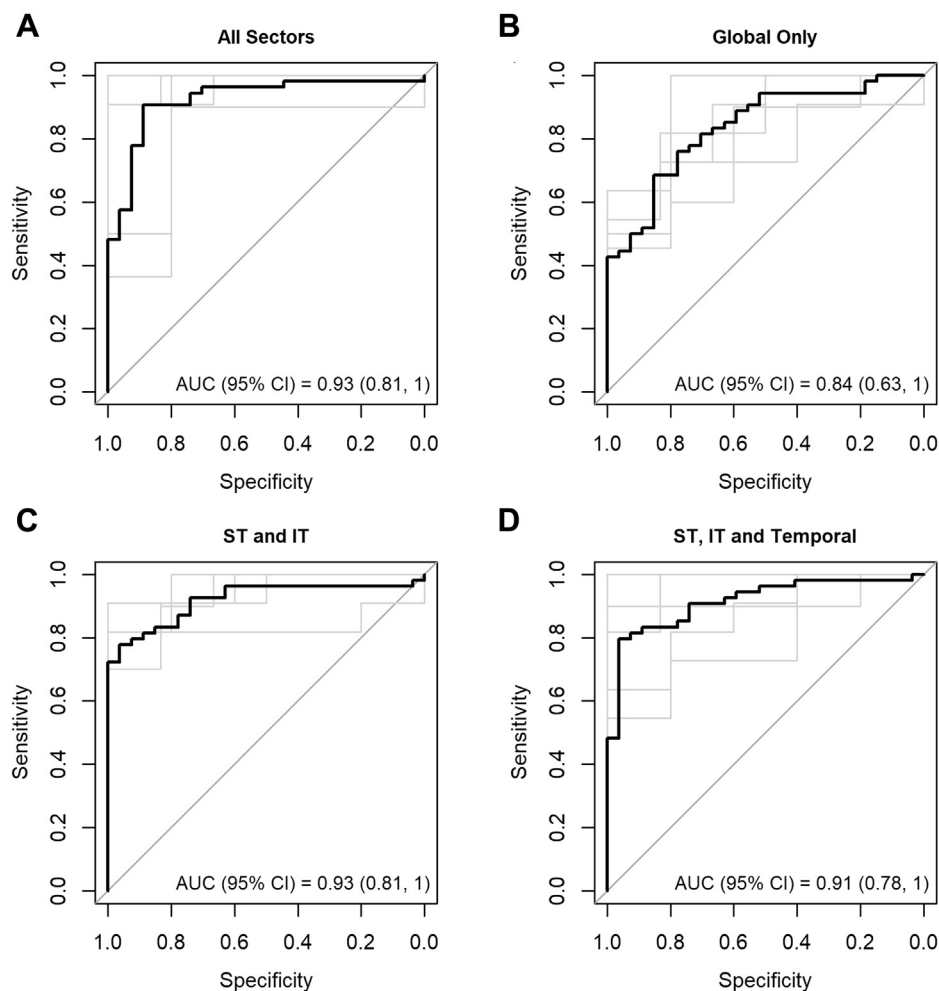 A
All Sectors
Sensitivity
1.0
0.8
0.6
0.4
0.2
0.0
AUC (95% CI) = 0.93 (0.81, 1)
1.0 0.8 0.6 0.4 0.2 0.0
Specificity
B
Global Only
Sensitivity
1.0
0.8
0.6
0.4
0.2
0.0
AUC (95% CI) = 0.84 (0.63, 1)
1.0 0.8 0.6 0.4 0.2 0.0
Specificity
C
ST and IT
Sensitivity
1.0
0.8
0.6
0.4
0.2
0.0
AUC (95% CI) = 0.93 (0.81, 1)
1.0 0.8 0.6 0.4 0.2 0.0
Specificity
D
ST, IT and Temporal
Sensitivity
1.0
0.8
0.6
0.4
0.2
0.0
AUC (95% CI) = 0.91 (0.78, 1)
1.0 0.8 0.6 0.4 0.2 0.0
Specificity